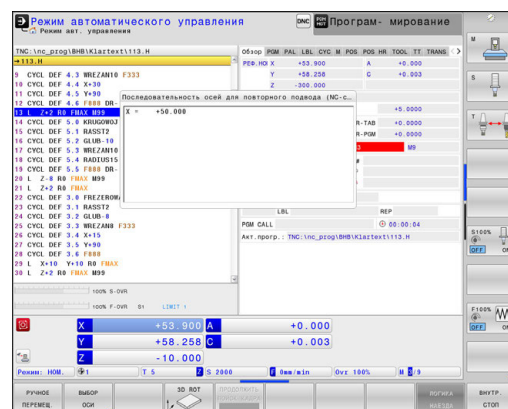 Режим автоматического управления
Режим авт. управления
DNC
Програм- мирование
TNC:\nc_prog\BHB\Klartext\113.H
→113.H
9 CYCL DEF 4.3 WREZAN10 F333
10 CYCL DEF 4.4 X+30
11 CYCL DEF 4.5 Y+90
12 CYCL DEF 4.6 F888 DR-
13 L Z+2 R0 FMAX M99
14 CYCL DEF 5.0 KRUGOWOJ
15 CYCL DEF 5.1 RASST2
16 CYCL DEF 5.2 GLUB-10
17 CYCL DEF 5.3 WREZAN10
18 CYCL DEF 5.4 RADIUS15
19 CYCL DEF 5.5 F888 DR-
20 L Z-8 R0 FMAX M99
21 L Z+2 R0 FMAX
22 CYCL DEF 3.0 FREZEROW
23 CYCL DEF 3.1 RASST2
24 CYCL DEF 3.2 GLUB-8
25 CYCL DEF 3.3 WREZAN8 F333
26 CYCL DEF 3.4 X+15
27 CYCL DEF 3.5 Y+90
28 CYCL DEF 3.6 F888
29 L X+10 Y+10 R0 FMAX
30 L Z+2 R0 FMAX M99
Последовательность осей для повторного подвода (NC-с...
X = +50.000
Обзор PGM PAL LBL CYC M POS POS HR TOOL TT TRANS
РЕФ.НОІ X +53.900 A +0.000
Y +58.258 C +0.003
Z -300.000
+5.0000
R-TAB +0.0000
R-PGM +0.0000
M9
LBL REP
PGM CALL 00:00:04
Акт.прогр.: TNC:\nc_prog\BHB\Klartext\113.H
100% S-OVR
100% F-OVR S1 LIMIT 1
X +53.900 A +0.000
Y +58.258 C +0.003
Z -10.000
Режим: НОМ. 1 T 5 Z S 2000 F 0mm/min Ovr 100% M 9
РУЧНОЕ ПЕРЕМЕЩ.
ВЫБОР ОСИ
3D ROT
ВНУТР. СТОП
M
S
T
S100%
OFF
F100%
OFF